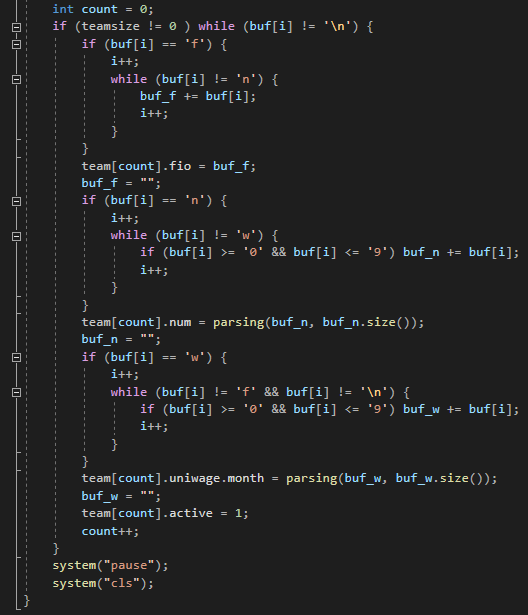 int count = 0;
if (teamsize != 0 ) while (buf[i] != '\n') {
if (buf[i] == 'f') {
i++;
while (buf[i] != 'n') {
buf_f += buf[i];
i++;
}
}
team[count].fio = buf_f;
buf_f = "";
if (buf[i] == 'n') {
i++;
while (buf[i] != 'w') {
if (buf[i] >= '0' && buf[i] <= '9') buf_n += buf[i];
i++;
}
}
team[count].num = parsing(buf_n, buf_n.size());
buf_n = "";
if (buf[i] == 'w') {
i++;
while (buf[i] != 'f' && buf[i] != '\n') {
if (buf[i] >= '0' && buf[i] <= '9') buf_w += buf[i];
i++;
}
}
team[count].uniwage.month = parsing(buf_w, buf_w.size());
buf_w = "";
team[count].active = 1;
count++;
}
system("pause");
system("cls");
}